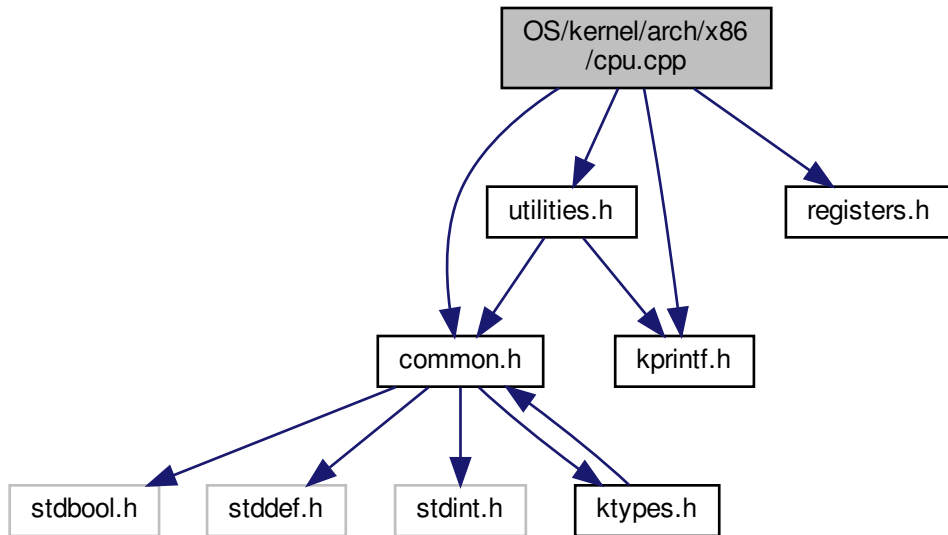 OS/kernel/arch/x86
/cpu.cpp
utilities.h
registers.h
common.h
kprintf.h
stdbool.h
stddef.h
stdint.h
ktypes.h